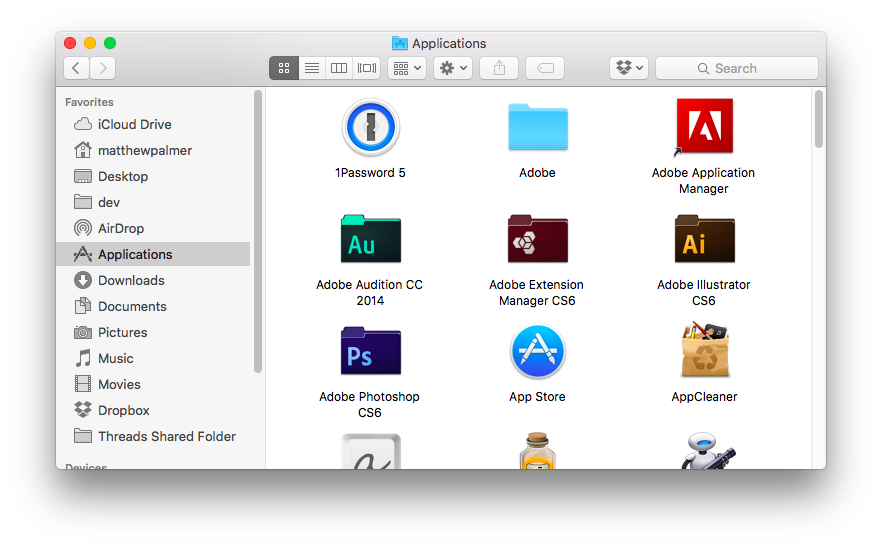 Applications
Search
Favorites
iCloud Drive
matthewpalmer
Desktop
dev
AirDrop
Applications
Downloads
Documents
Pictures
Music
Movies
Dropbox
Threads Shared Folder
Devices
1Password 5
Adobe
Adobe Application
Manager
Au
Adobe Audition CC
2014
Adobe Extension
Manager CS6
Ai
Adobe Illustrator
CS6
Ps
Adobe Photoshop
CS6
App Store
AppCleaner